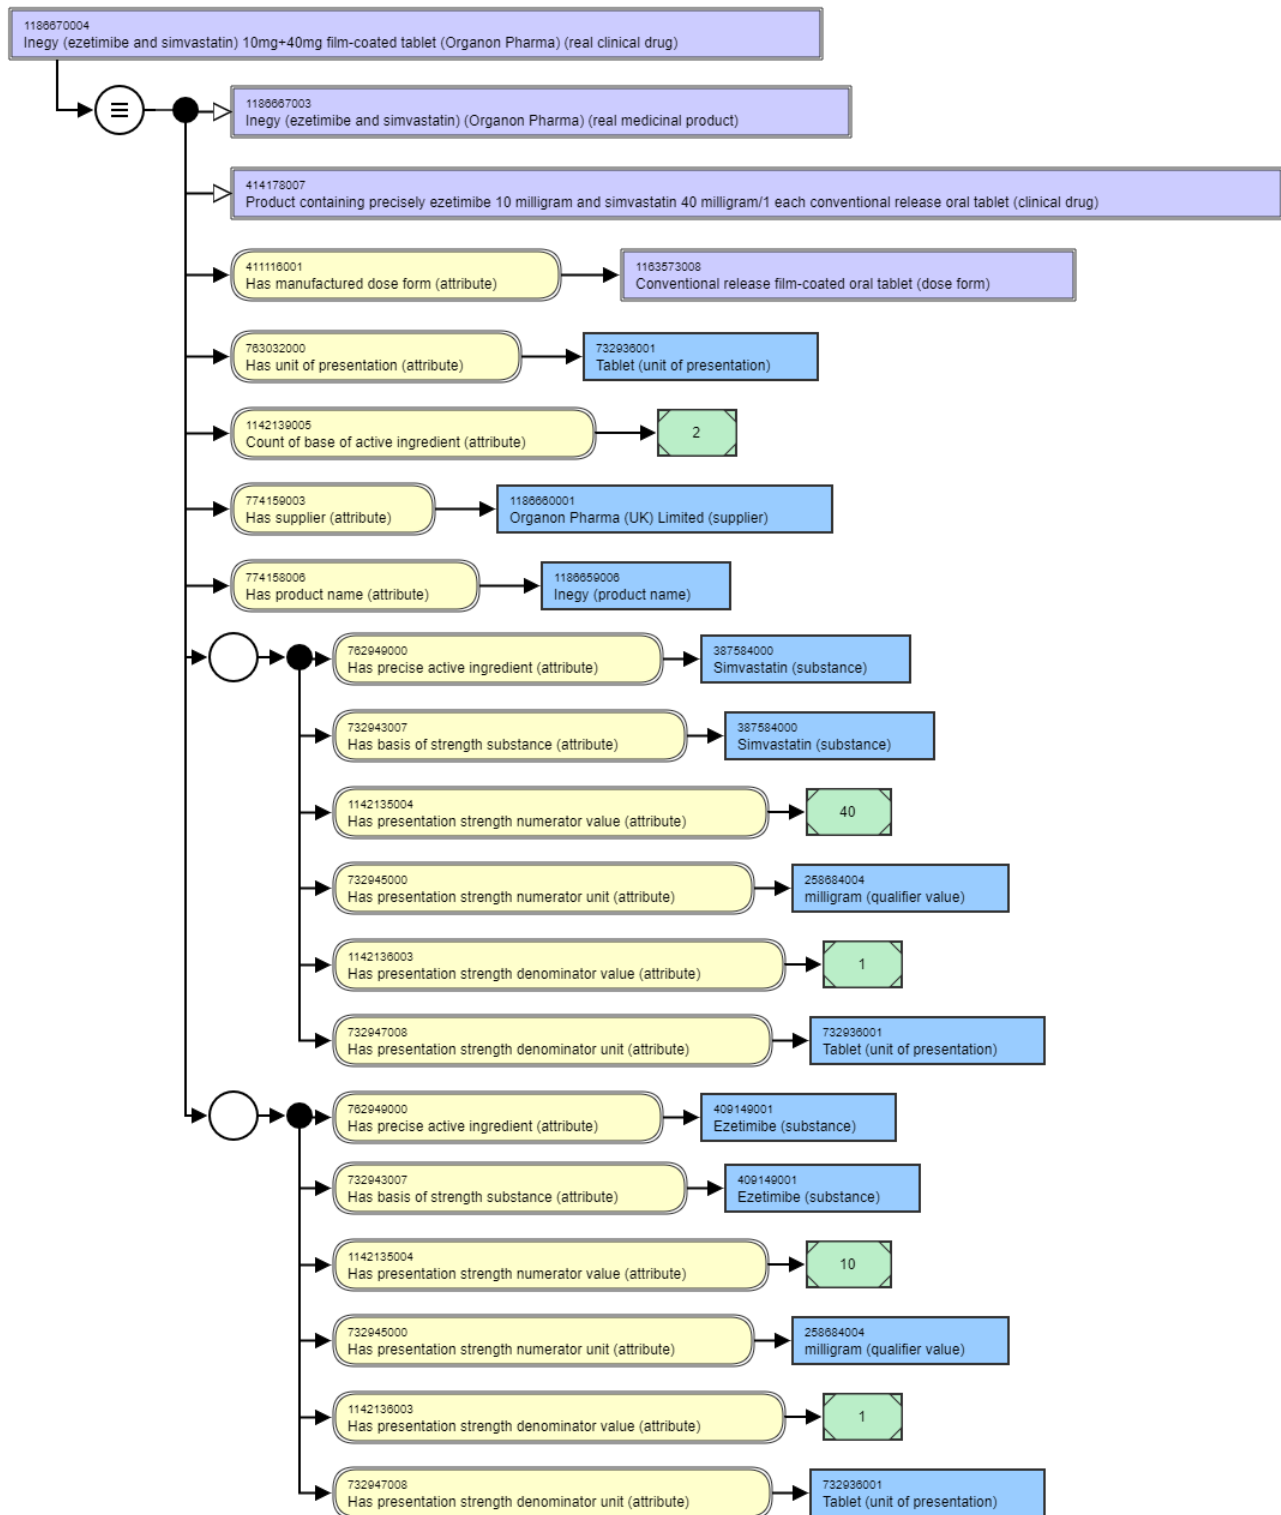 1186670004
Inegy (ezetimibe and simvastatin) 10mg+40mg film-coated tablet (Organon Pharma) (real clinical drug)
1186667003
Inegy (ezetimibe and simvastatin) (Organon Pharma) (real medicinal product)
414178007
Product containing precisely ezetimibe 10 milligram and simvastatin 40 milligram/1 each conventional release oral tablet (clinical drug)
411116001
Has manufactured dose form (attribute)
1163573008
Conventional release film-coated oral tablet (dose form)
763032000
Has unit of presentation (attribute)
732936001
Tablet (unit of presentation)
1142139005
Count of base of active ingredient (attribute)
2
774159003
Has supplier (attribute)
1186660001
Organon Pharma (UK) Limited (supplier)
774158006
Has product name (attribute)
1186659006
Inegy (product name)
762949000
Has precise active ingredient (attribute)
387584000
Simvastatin (substance)
732943007
Has basis of strength substance (attribute)
387584000
Simvastatin (substance)
1142135004
Has presentation strength numerator value (attribute)
40
732945000
Has presentation strength numerator unit (attribute)
258684004
milligram (qualifier value)
1142136003
Has presentation strength denominator value (attribute)
1
732947008
Has presentation strength denominator unit (attribute)
732936001
Tablet (unit of presentation)
762949000
Has precise active ingredient (attribute)
409149001
Ezetimibe (substance)
732943007
Has basis of strength substance (attribute)
409149001
Ezetimibe (substance)
1142135004
Has presentation strength numerator value (attribute)
10
732945000
Has presentation strength numerator unit (attribute)
258684004
milligram (qualifier value)
1142136003
Has presentation strength denominator value (attribute)
1
732947008
Has presentation strength denominator unit (attribute)
732936001
Tablet (unit of presentation)